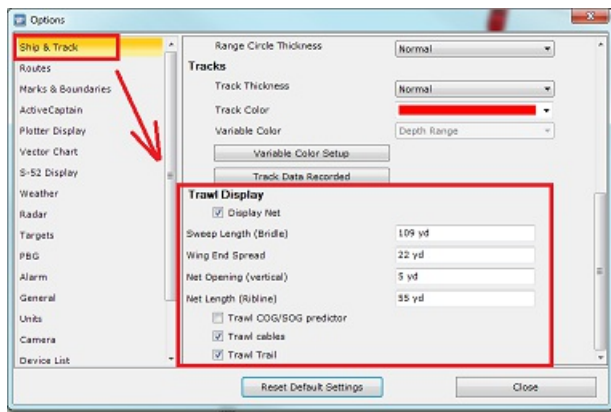 Options
Ship & Track
Routes
Marks & Boundaries
ActiveCaptain
Plotter Display
Vector Chart
S-52 Display
Weather
Radar
Targets
PBG
Alarm
General
Units
Camera
Device List
Range Circle Thickness Normal
Tracks
Track Thickness Normal
Track Color
Variable Color Depth Range
Variable Color Setup
Track Data Recorded
Trawl Display
Display Net
Sweep Length (Bridle) 109 yd
Wing End Spread 22 yd
Net Opening (vertical) 5 yd
Net Length (Ribline) 55 yd
Trawl COG/SOG predictor
Trawl cables
Trawl Trail
Reset Default Settings Close